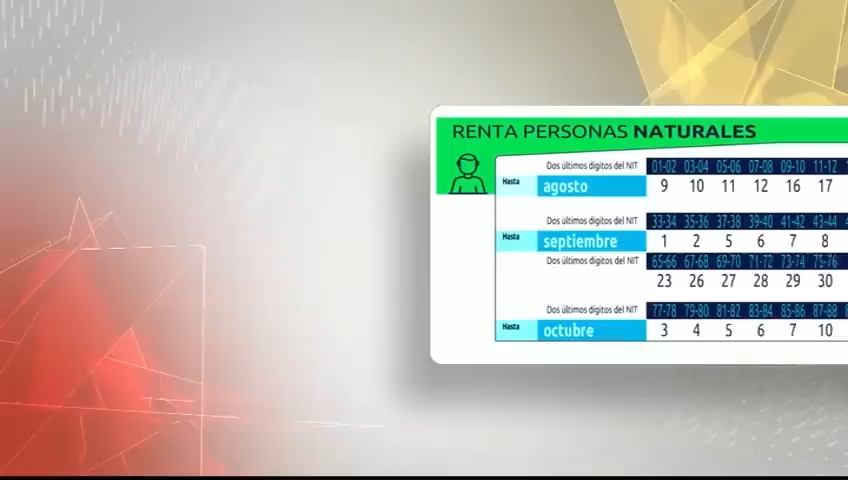 RENTA PERSONAS NATURALES
Dos últimos dígitos del NIT 01-02 03-04 05-06 07-08 09-10 11-12
Hasta agosto 9 10 11 12 16 17
Dos últimos dígitos del NIT 33-34 35-36 37-38 39-40 41-42 43-44
Hasta septiembre 1 2 5 6 7 8
Dos últimos dígitos del NIT 65-66 67-68 69-70 71-72 73-74 75-76
23 26 27 28 29 30
Dos últimos dígitos del NIT 77-78 79-80 81-82 83-84 85-86 87-88
Hasta octubre 3 4 5 6 7 10